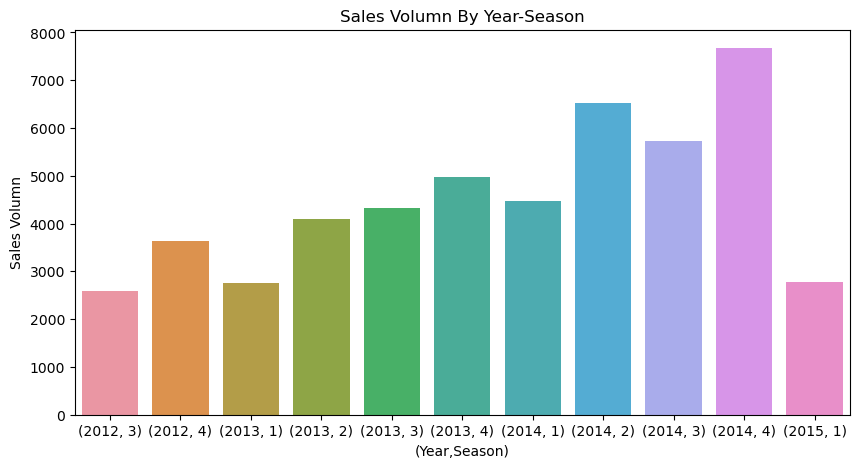 Sales Volumn By Year-Season
8000
7000
6000
5000
4000
3000
2000
1000
0
Sales Volumn
(2012, 3) (2012, 4) (2013, 1) (2013, 2) (2013, 3) (2013, 4) (2014, 1) (2014, 2) (2014, 3) (2014, 4) (2015, 1)
(Year,Season)